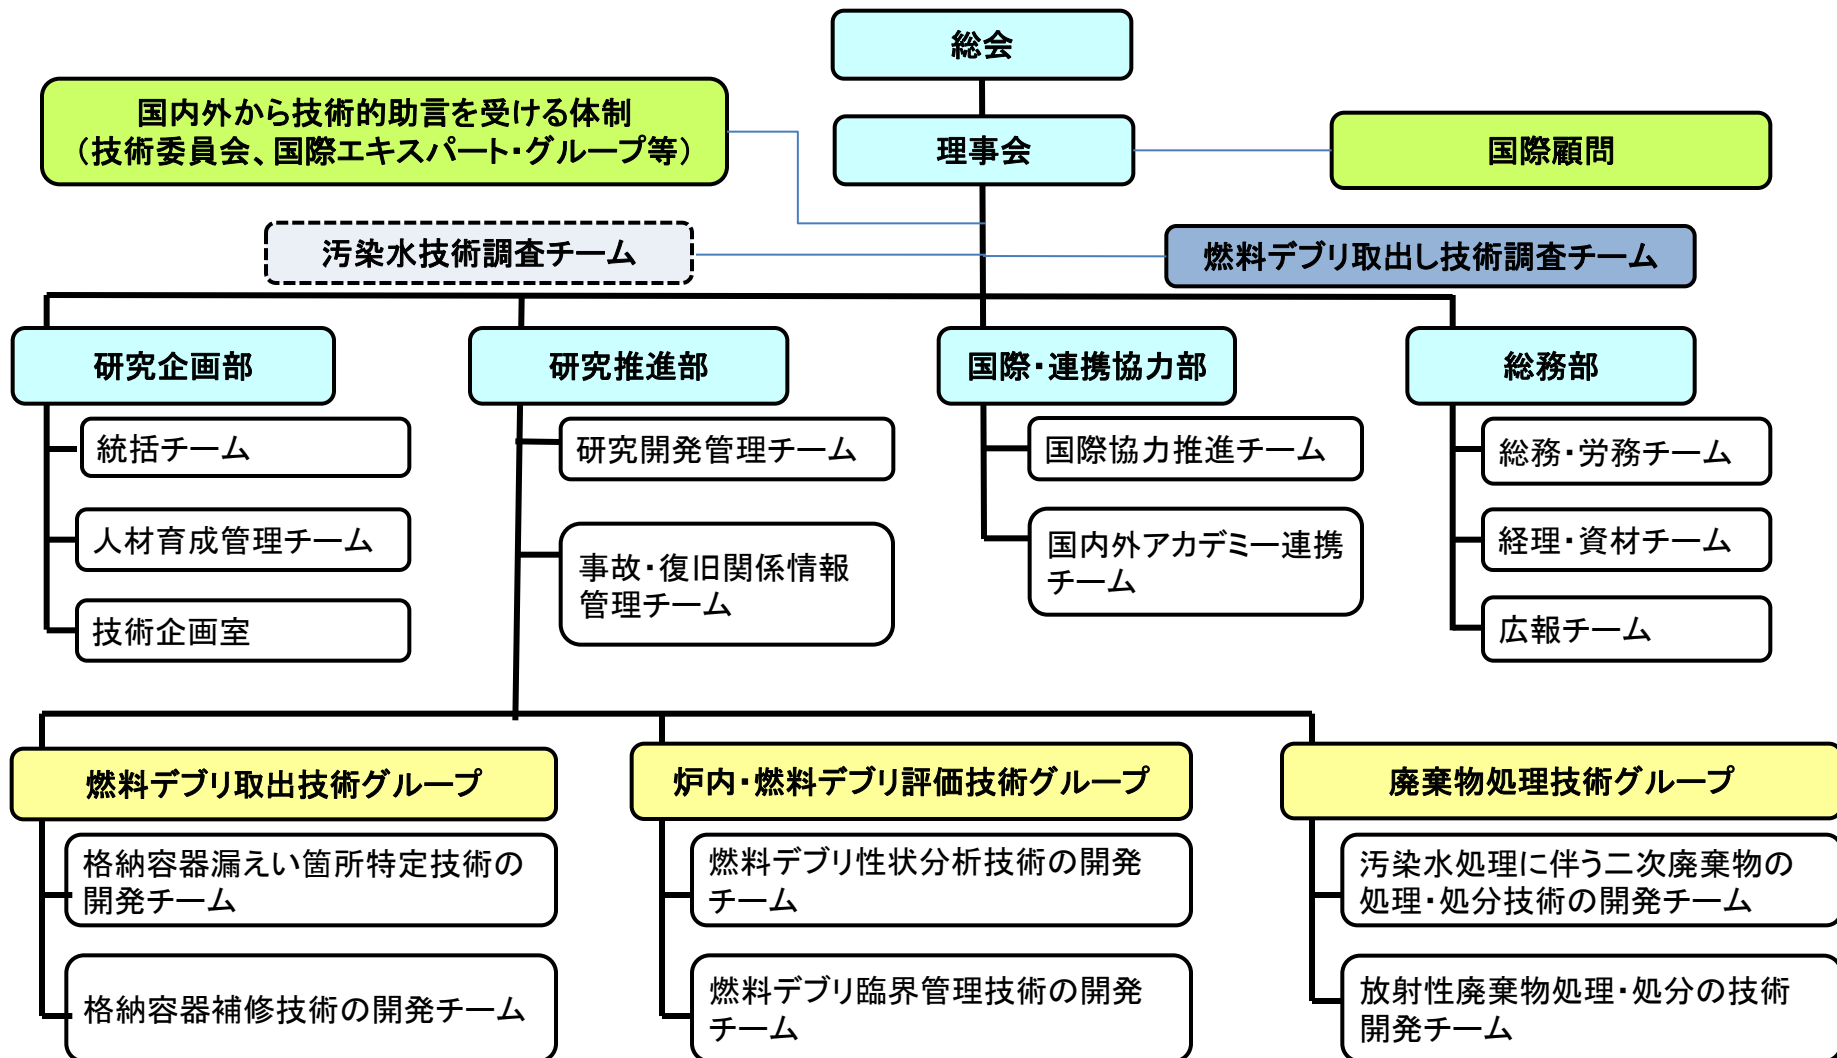 総会
国内外から技術的助言を受ける体制
（技術委員会、国際エキスパート・グループ等）
理事会
国際顧問
汚染水技術調査チーム
燃料デブリ取出し技術調査チーム
研究企画部
研究推進部
国際・連携協力部
総務部
統括チーム
人材育成管理チーム
技術企画室
研究開発管理チーム
事故・復旧関係情報
管理チーム
国際協力推進チーム
国内外アカデミー連携
チーム
総務・労務チーム
経理・資材チーム
広報チーム
燃料デブリ取出技術グループ
炉内・燃料デブリ評価技術グループ
廃棄物処理技術グループ
格納容器漏えい箇所特定技術の
開発チーム
格納容器補修技術の開発チーム
燃料デブリ性状分析技術の開発
チーム
燃料デブリ臨界管理技術の開発
チーム
汚染水処理に伴う二次廃棄物の
処理・処分技術の開発チーム
放射性廃棄物処理・処分の技術
開発チーム